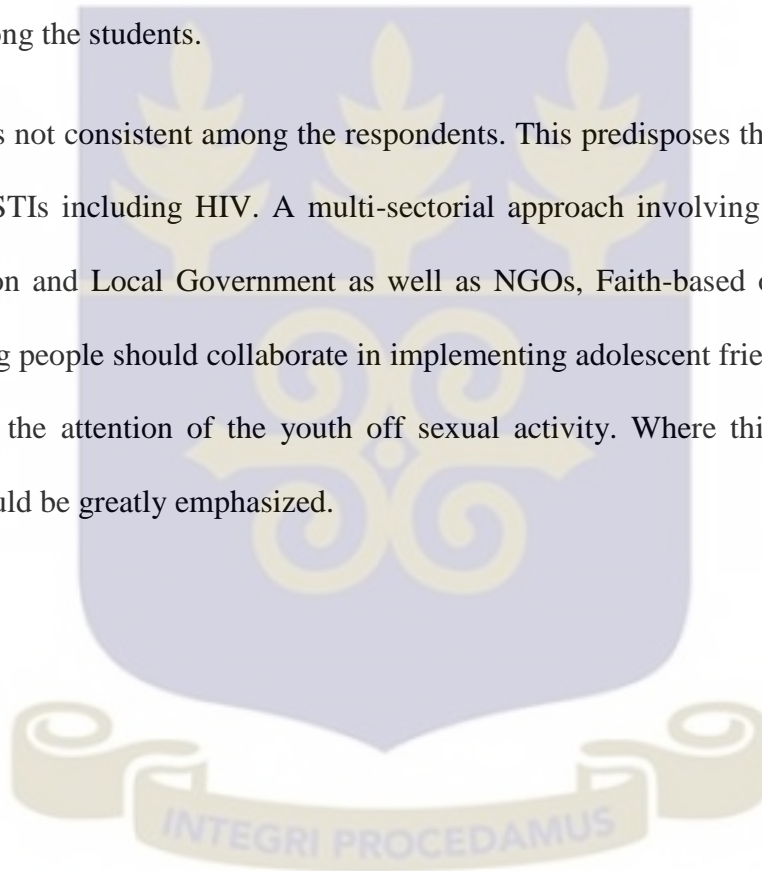 ong the students.
s not consistent among the respondents. This predisposes th
STIs including HIV. A multi-sectorial approach involving
on and Local Government as well as NGOs, Faith-based
g people should collaborate in implementing adolescent frie
the attention of the youth off sexual activity. Where thi
uld be greatly emphasized.
INTEGRI PROCEDAMUS